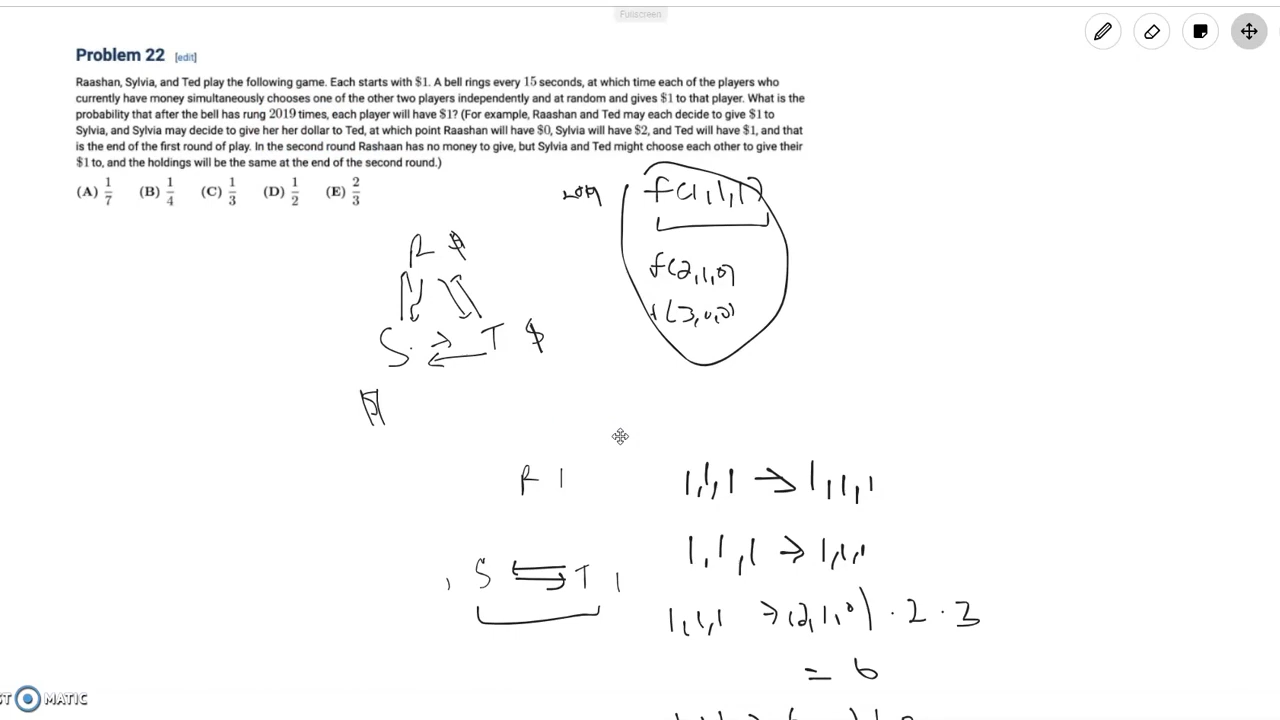 Fullscreen
Problem 22 [edit]
Raashan, Sylvia, and Ted play the following game. Each starts with $1. A bell rings every 15 seconds, at which time each of the players who
currently have money simultaneously chooses one of the other two players independently and at random and gives $1 to that player. What is the
probability that after the bell has rung 2019 times, each player will have $1? (For example, Raashan and Ted may each decide to give $1 to
Sylvia, and Sylvia may decide to give her her dollar to Ted, at which point Raashan will have $0, Sylvia will have $2, and Ted will have $1, and that
is the end of the first round of play. In the second round Rashaan has no money to give, but Sylvia and Ted might choose each other to give their
$1 to, and the holdings will be the same at the end of the second round.)
(A) 1/7 (B) 1/4 (C) 1/3 (D) 1/2 (E) 2/3
2019 f(1,1,1)
R $
f(2,1,0)
f(3,0,0)
S T $
R 1
1,1,1 → 1,1,1
1,1,1 → 1,1,1
1 S T 1
1,1,1 → (2,1,0) · 2 · 3
= 6
MATIC